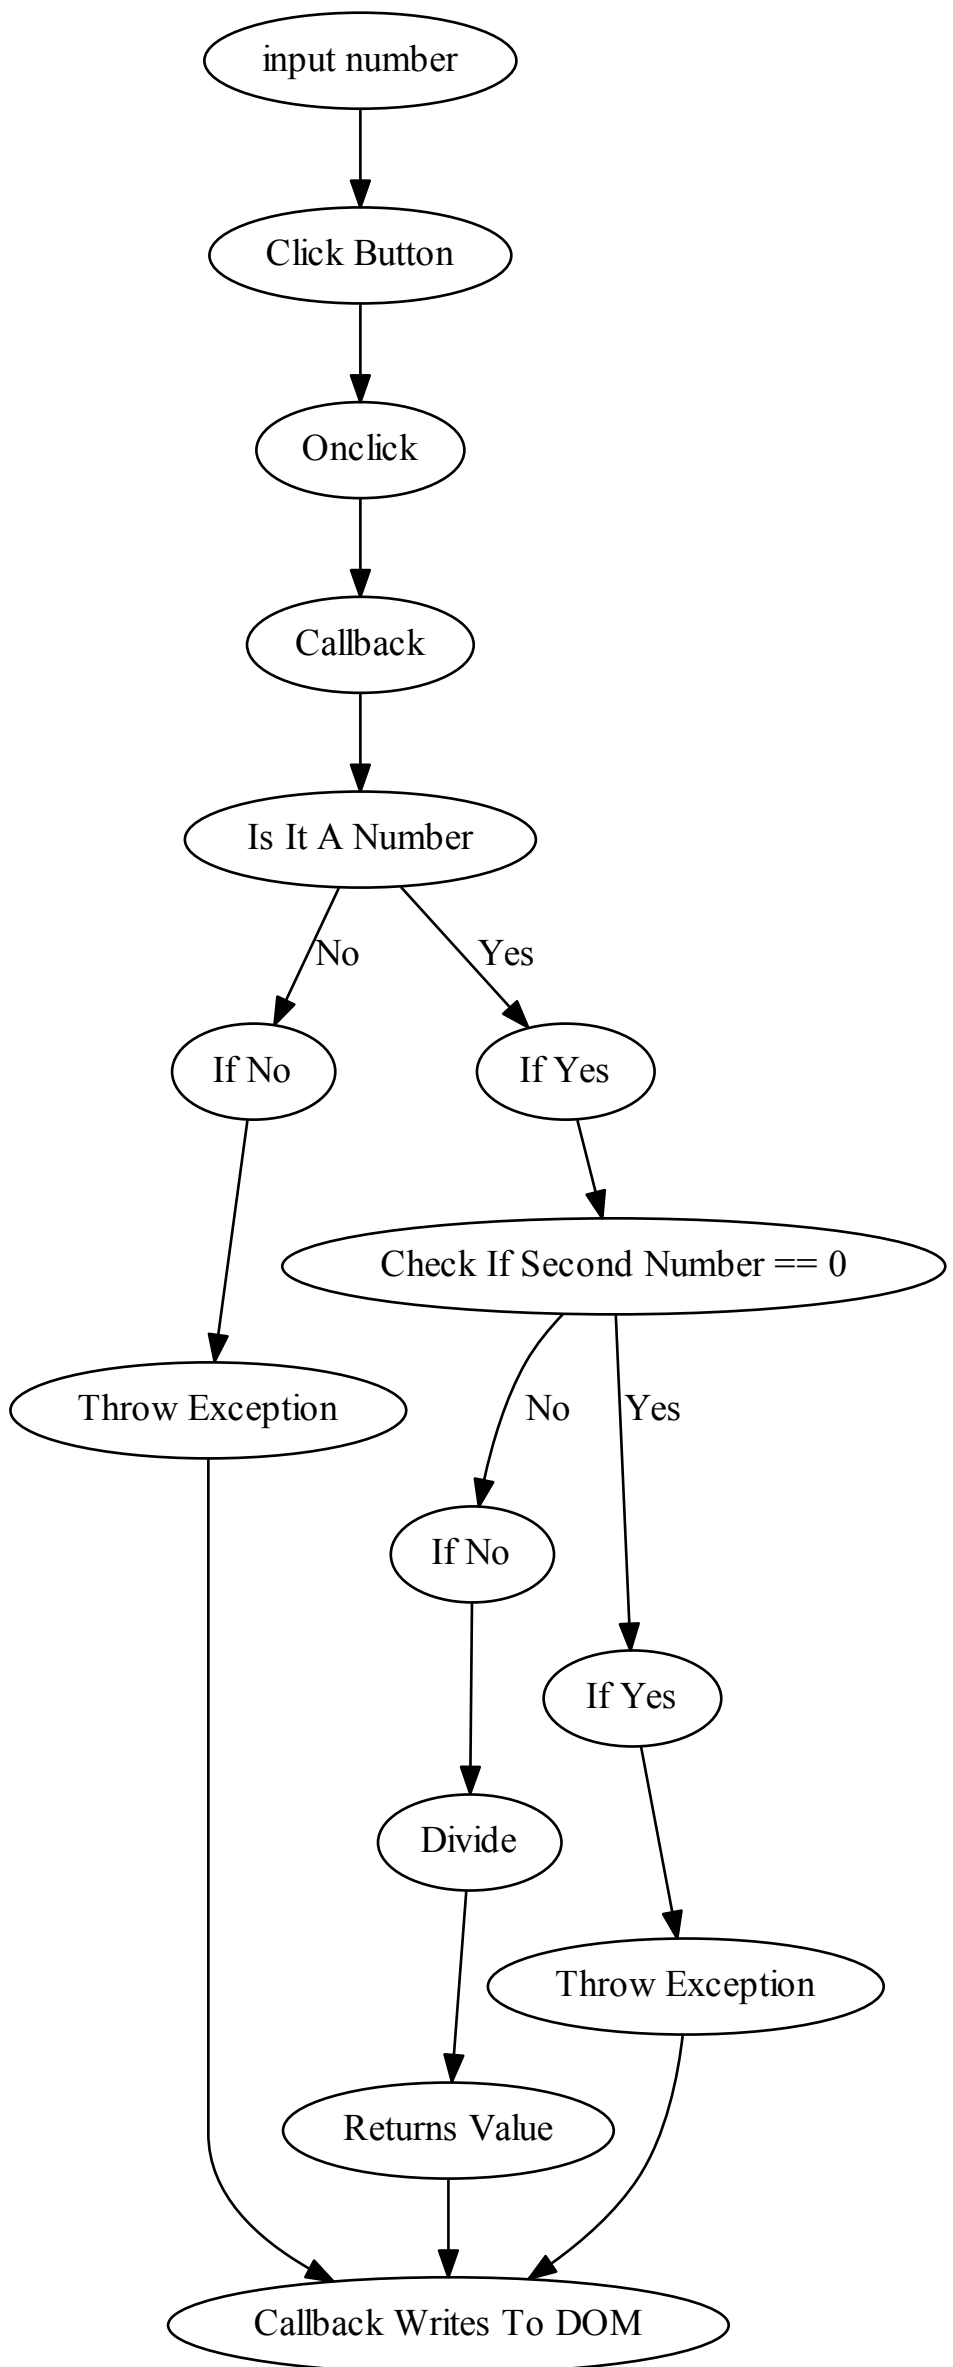 input number
Click Button
Onclick
Callback
Is It A Number
No
Yes
If No
If Yes
Check If Second Number == 0
Throw Exception
No
Yes
If No
If Yes
Divide
Throw Exception
Returns Value
Callback Writes To DOM